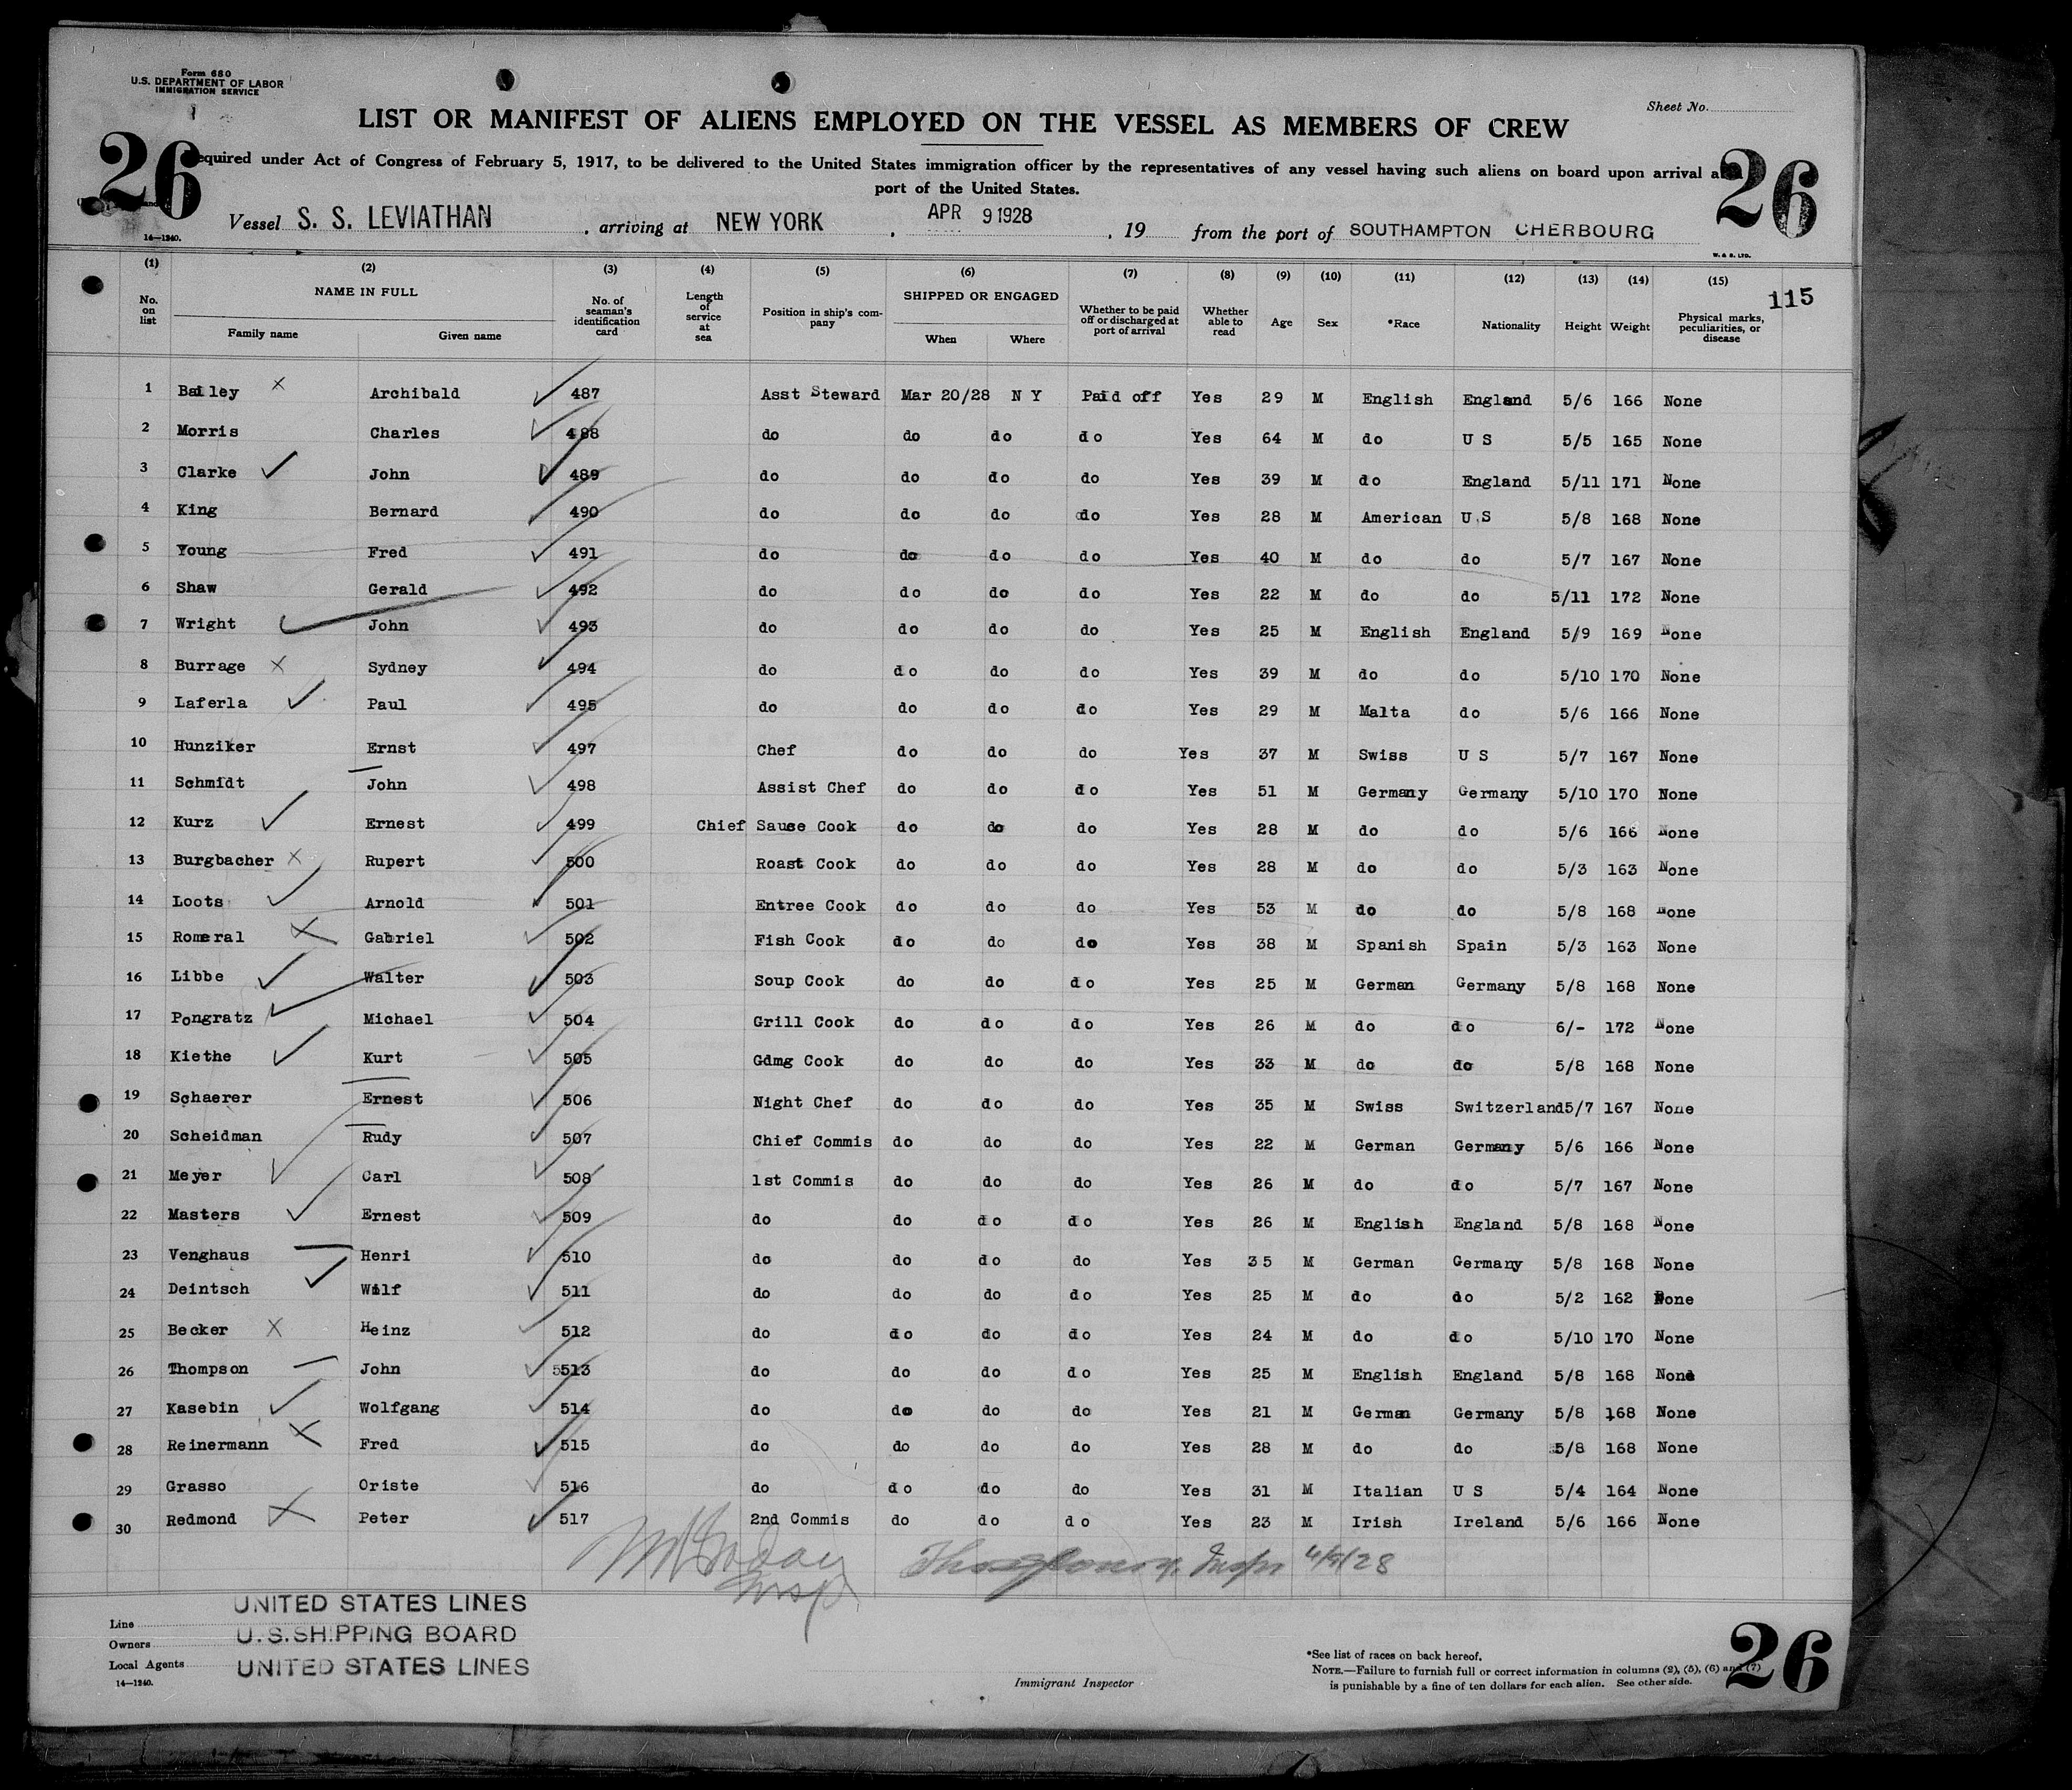 Form 680
U.S. DEPARTMENT OF LABOR
IMMIGRATION SERVICE
Sheet No.
LIST OR MANIFEST OF ALIENS EMPLOYED ON THE VESSEL AS MEMBERS OF CREW
26 equired under Act of Congress of February 5, 1917, to be delivered to the United States immigration officer by the representatives of any vessel having such aliens on board upon arrival 26
port of the United States.
Vessel S. S. LEVIATHAN , arriving at NEW YORK , APR 9 1928 , 19 from the port of SOUTHAMPTON CHERBOURG
14—1240.
W. & S. LTD.
(1) (2) (3) (4) (5) (6) (7) (8) (9) (10) (11) (12) (13) (14) (15)
115
No. on list NAME IN FULL Family name Given name No. of seaman's identification card Length of service at sea Position in ship's company SHIPPED OR ENGAGED When Where Whether to be paid off or discharged at port of arrival Whether able to read Age Sex *Race Nationality Height Weight Physical marks, peculiarities, or disease
1 Bailey Archibald 487 Asst Steward Mar 20/28 N Y Paid off Yes 29 M English England 5/6 166 None
2 Morris Charles 488 do do do do Yes 64 M do U S 5/5 165 None
3 Clarke John 489 do do do do Yes 39 M do England 5/11 171 None
4 King Bernard 490 do do do do Yes 28 M American U S 5/8 168 None
5 Young Fred 491 do do do do Yes 40 M do do 5/7 167 None
6 Shaw Gerald 492 do do do do Yes 22 M do do 5/11 172 None
7 Wright John 493 do do do do Yes 25 M English England 5/9 169 None
8 Burrage Sydney 494 do do do do Yes 39 M do do 5/10 170 None
9 Laferla Paul 495 do do do do Yes 29 M Malta do 5/6 166 None
10 Hunziker Ernst 497 Chef do do do Yes 37 M Swiss U S 5/7 167 None
11 Schmidt John 498 Assist Chef do do do Yes 51 M Germany Germany 5/10 170 None
12 Kurz Ernest 499 Chief Sauce Cook do do do Yes 28 M do do 5/6 166 None
13 Burgbacher Rupert 500 Roast Cook do do do Yes 28 M do do 5/3 163 None
14 Loots Arnold 501 Entree Cook do do do Yes 53 M do do 5/8 168 None
15 Romeral Gabriel 502 Fish Cook do do do Yes 38 M Spanish Spain 5/3 163 None
16 Libbe Walter 503 Soup Cook do do do Yes 25 M German Germany 5/8 168 None
17 Pongratz Michael 504 Grill Cook do do do Yes 26 M do do 6/- 172 None
18 Kiethe Kurt 505 Gdmg Cook do do do Yes 33 M do do 5/8 168 None
19 Schaerer Ernest 506 Night Chef do do do Yes 35 M Swiss Switzerland 5/7 167 None
20 Scheidman Rudy 507 Chief Commis do do do Yes 22 M German Germany 5/6 166 None
21 Meyer Carl 508 1st Commis do do do Yes 26 M do do 5/7 167 None
22 Masters Ernest 509 do do do do Yes 26 M English England 5/8 168 None
23 Venghaus Henri 510 do do do do Yes 35 M German Germany 5/8 168 None
24 Deintsch Wilf 511 do do do do Yes 25 M do do 5/2 162 None
25 Becker Heinz 512 do do do do Yes 24 M do do 5/10 170 None
26 Thompson John 5513 do do do do Yes 25 M English England 5/8 168 None
27 Kasebin Wolfgang 514 do do do do Yes 21 M German Germany 5/8 168 None
28 Reinermann Fred 515 do do do do Yes 28 M do do 5/8 168 None
29 Grasso Oriste 516 do do do do Yes 31 M Italian U S 5/4 164 None
30 Redmond Peter 517 2nd Commis do do do Yes 23 M Irish Ireland 5/6 166 None
Insp 4/9/28
Insp
Line UNITED STATES LINES
Owners U.S. SHIPPING BOARD
Local Agents UNITED STATES LINES
14—1240.
Immigrant Inspector
*See list of races on back hereof.
NOTE.—Failure to furnish full or correct information in columns (2), (5), (6) and (7)
is punishable by a fine of ten dollars for each alien. See other side.
26